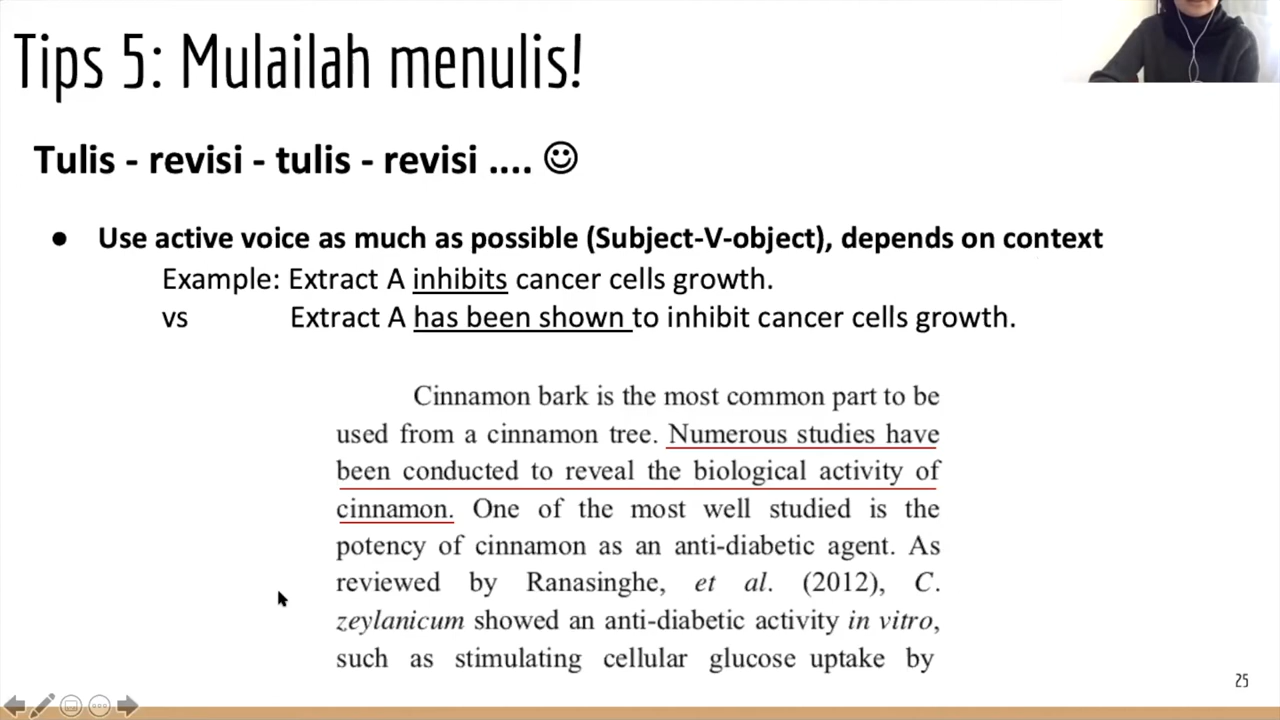 Tips 5: Mulailah menulis!
Tulis - revisi - tulis - revisi .... ☺
● Use active voice as much as possible (Subject-V-object), depends on context
Example: Extract A inhibits cancer cells growth.
vs Extract A has been shown to inhibit cancer cells growth.
Cinnamon bark is the most common part to be
used from a cinnamon tree. Numerous studies have
been conducted to reveal the biological activity of
cinnamon. One of the most well studied is the
potency of cinnamon as an anti-diabetic agent. As
reviewed by Ranasinghe, et al. (2012), C.
zeylanicum showed an anti-diabetic activity in vitro,
such as stimulating cellular glucose uptake by
25